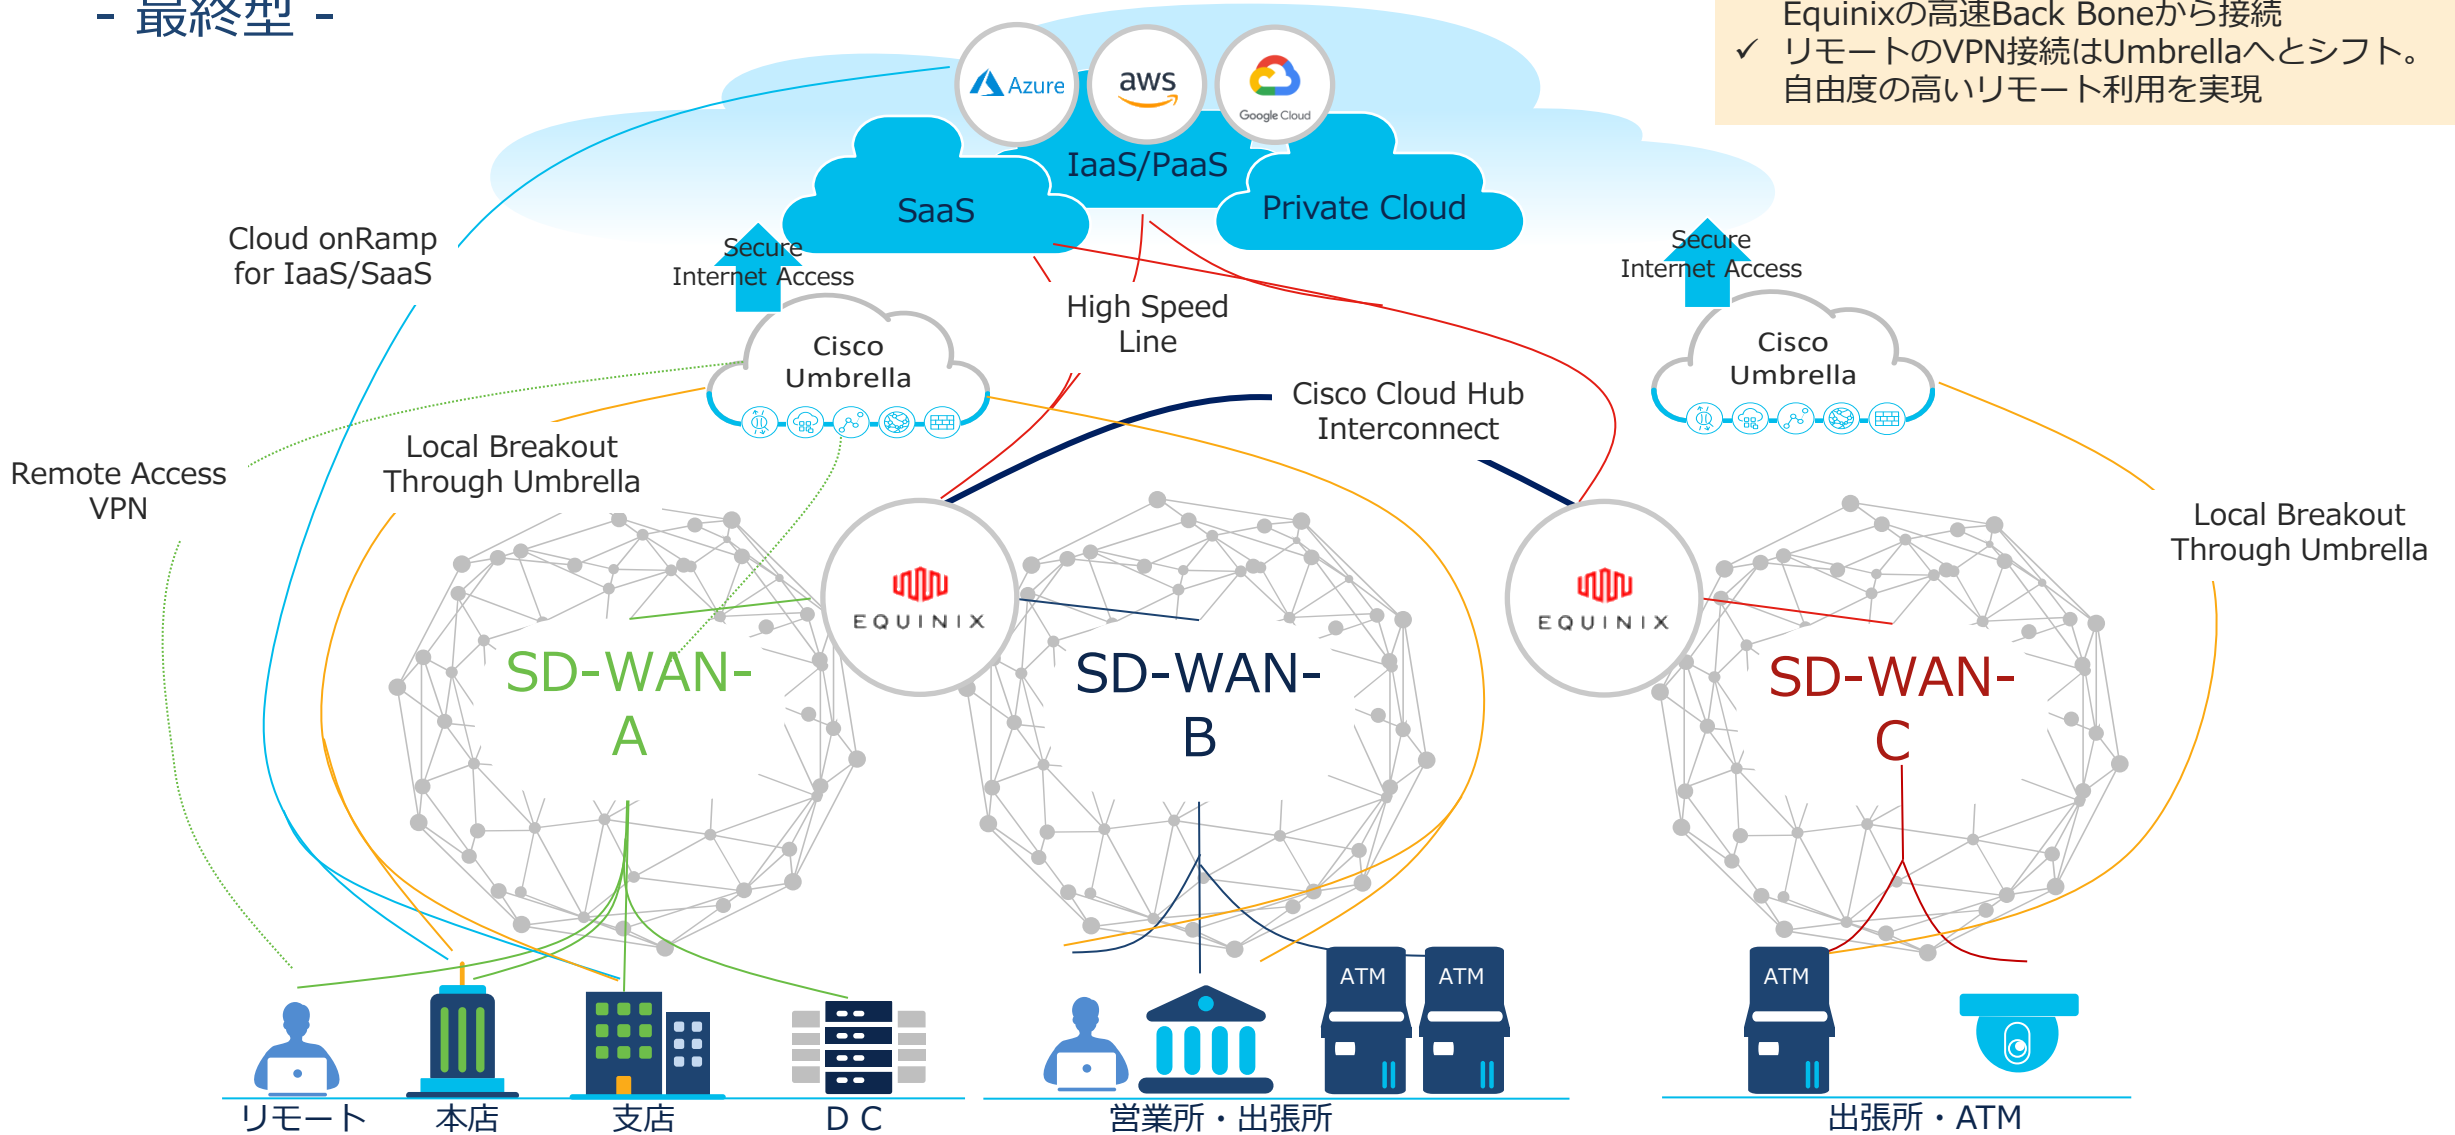 - 最終型 -
Equinixの高速Back Boneから接続
✓ リモートのVPN接続はUmbrellaへとシフト。
自由度の高いリモート利用を実現
Azure
aws
Google Cloud
IaaS/PaaS
SaaS
Private Cloud
Cloud onRamp
for IaaS/SaaS
Secure
Internet Access
Secure
Internet Access
High Speed
Line
Cisco
Umbrella
Cisco
Umbrella
Cisco Cloud Hub
Interconnect
Local Breakout
Through Umbrella
Remote Access
VPN
Local Breakout
Through Umbrella
EQUINIX
EQUINIX
SD-WAN-
A
SD-WAN-
B
SD-WAN-
C
ATM
ATM
ATM
リモート
本店
支店
D C
営業所・出張所
出張所・ATM